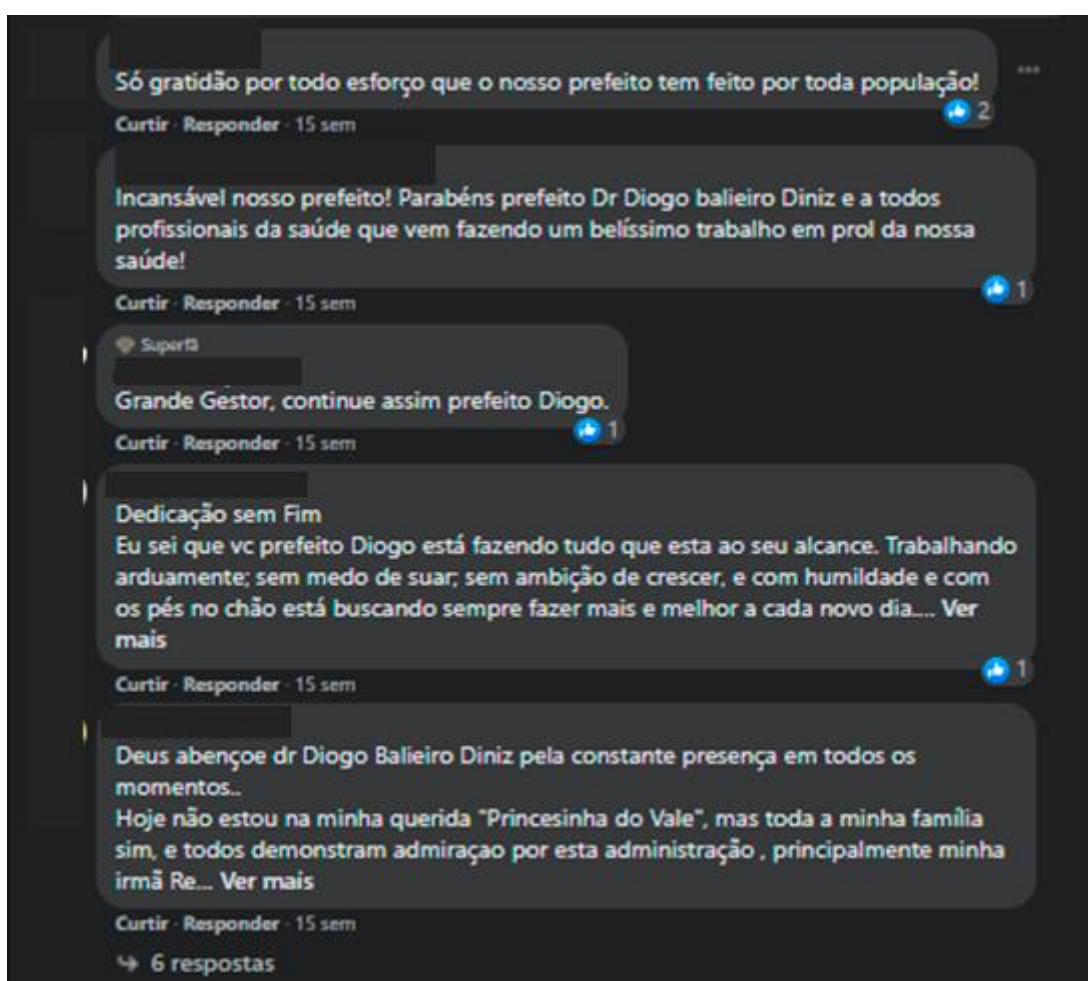 Só gratidão por todo esforço que o nosso prefeito tem feito por toda população!
2
Curtir · Responder · 15 sem
Incansável nosso prefeito! Parabéns prefeito Dr Diogo balieiro Diniz e a todos
profissionais da saúde que vem fazendo um belíssimo trabalho em prol da nossa
saúde!
1
Curtir · Responder · 15 sem
Superfã
Grande Gestor, continue assim prefeito Diogo.
1
Curtir · Responder · 15 sem
Dedicação sem Fim
Eu sei que vc prefeito Diogo está fazendo tudo que esta ao seu alcance. Trabalhando
arduamente; sem medo de suar; sem ambição de crescer, e com humildade e com
os pés no chão está buscando sempre fazer mais e melhor a cada novo dia.... Ver
mais
1
Curtir · Responder · 15 sem
Deus abençoe dr Diogo Balieiro Diniz pela constante presença em todos os
momentos..
Hoje não estou na minha querida "Princesinha do Vale", mas toda a minha família
sim, e todos demonstram admiraçao por esta administração , principalmente minha
irmã Re... Ver mais
Curtir · Responder · 15 sem
6 respostas